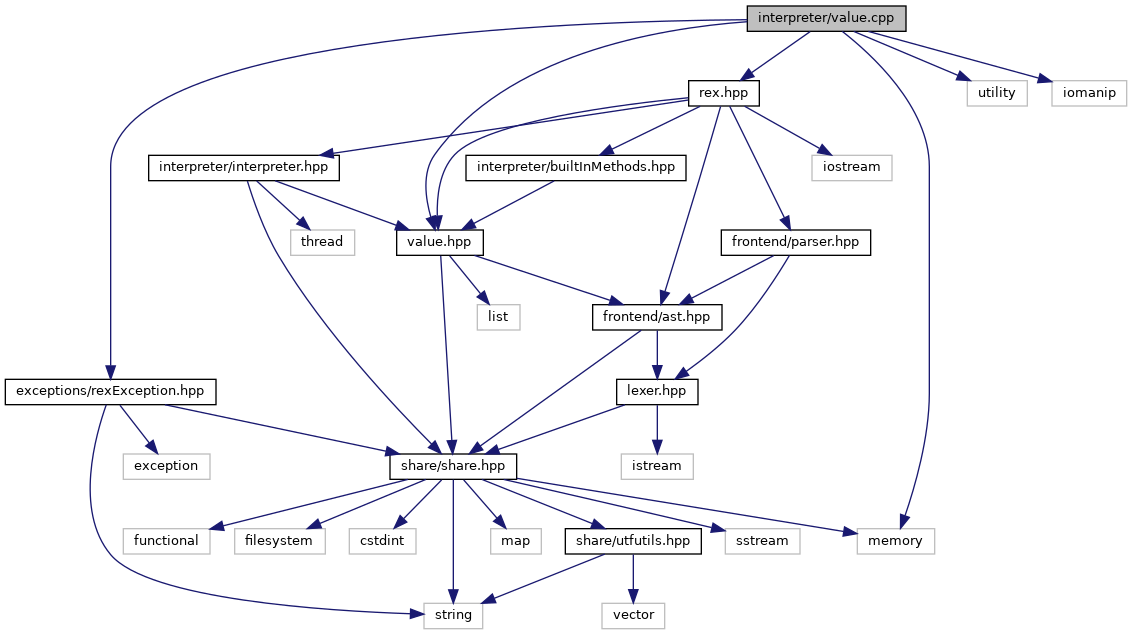 interpreter/value.cpp
rex.hpp
utility
iomanip
interpreter/interpreter.hpp
interpreter/builtInMethods.hpp
iostream
thread
value.hpp
frontend/parser.hpp
list
frontend/ast.hpp
exceptions/rexException.hpp
lexer.hpp
exception
share/share.hpp
istream
functional
filesystem
cstdint
map
share/utfutils.hpp
sstream
memory
string
vector